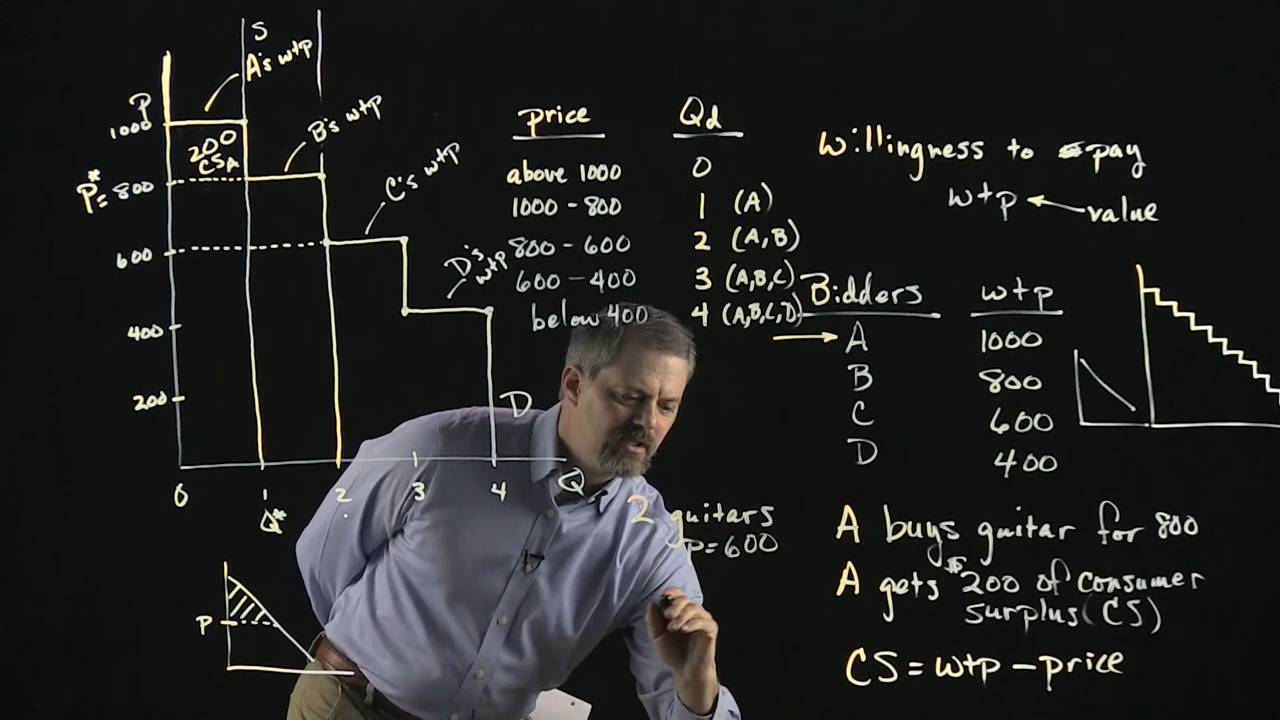 S
A's wtp
P
1000
200
CSA
B's wtp
P* = 800
C's wtp
600
D's
wtp
400
200
D
0 1 2 3 4 Q
Q*
P
price Qd
above 1000 0
1000 - 800 1 (A)
800 - 600 2 (A,B)
600 - 400 3 (A,B,C)
below 400 4 (A,B,C,D)
2 guitars
P=600
Willingness to pay
wtp ← value
Bidders wtp
→ A 1000
B 800
C 600
D 400
A buys guitar for 800
A gets $200 of consumer
surplus (CS)
CS = wtp - price